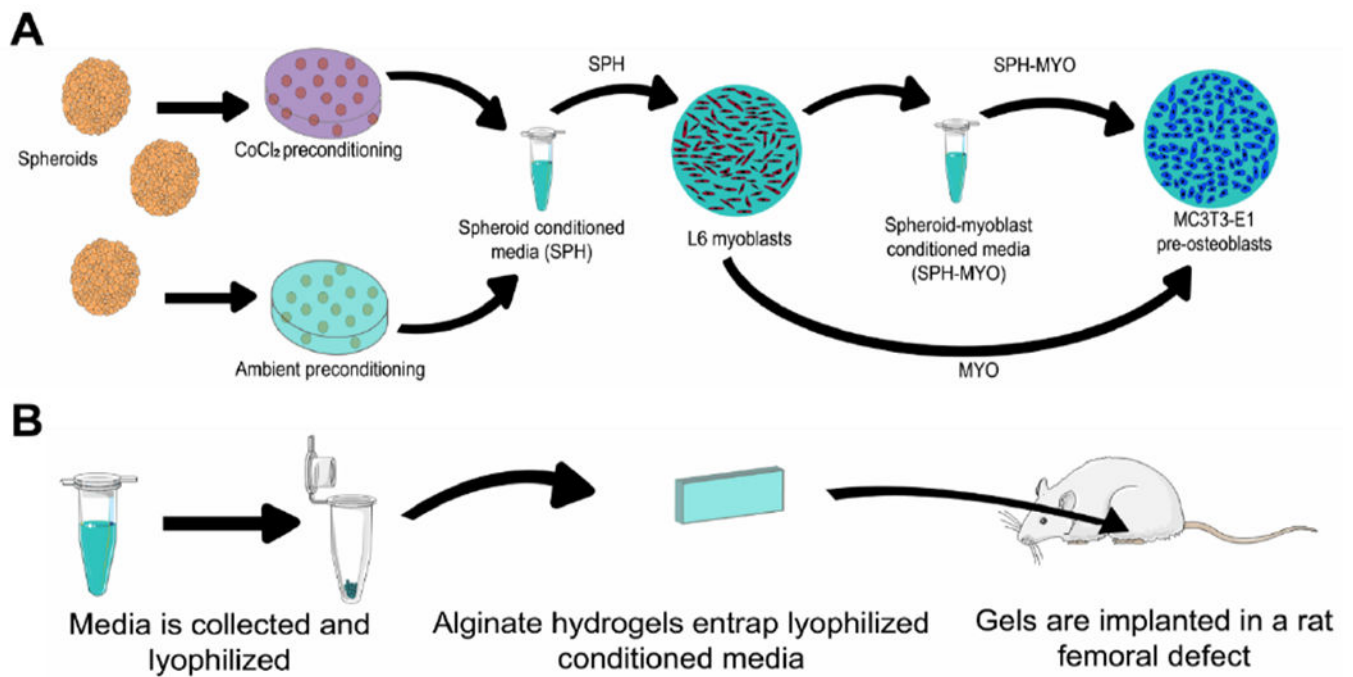 A
SPH
SPH-MYO
Spheroids
CoCl₂ preconditioning
Spheroid conditioned
media (SPH)
L6 myoblasts
Spheroid-myoblast
conditioned media
(SPH-MYO)
MC3T3-E1
pre-osteoblasts
Ambient preconditioning
MYO
B
Media is collected and
lyophilized
Alginate hydrogels entrap lyophilized
conditioned media
Gels are implanted in a rat
femoral defect